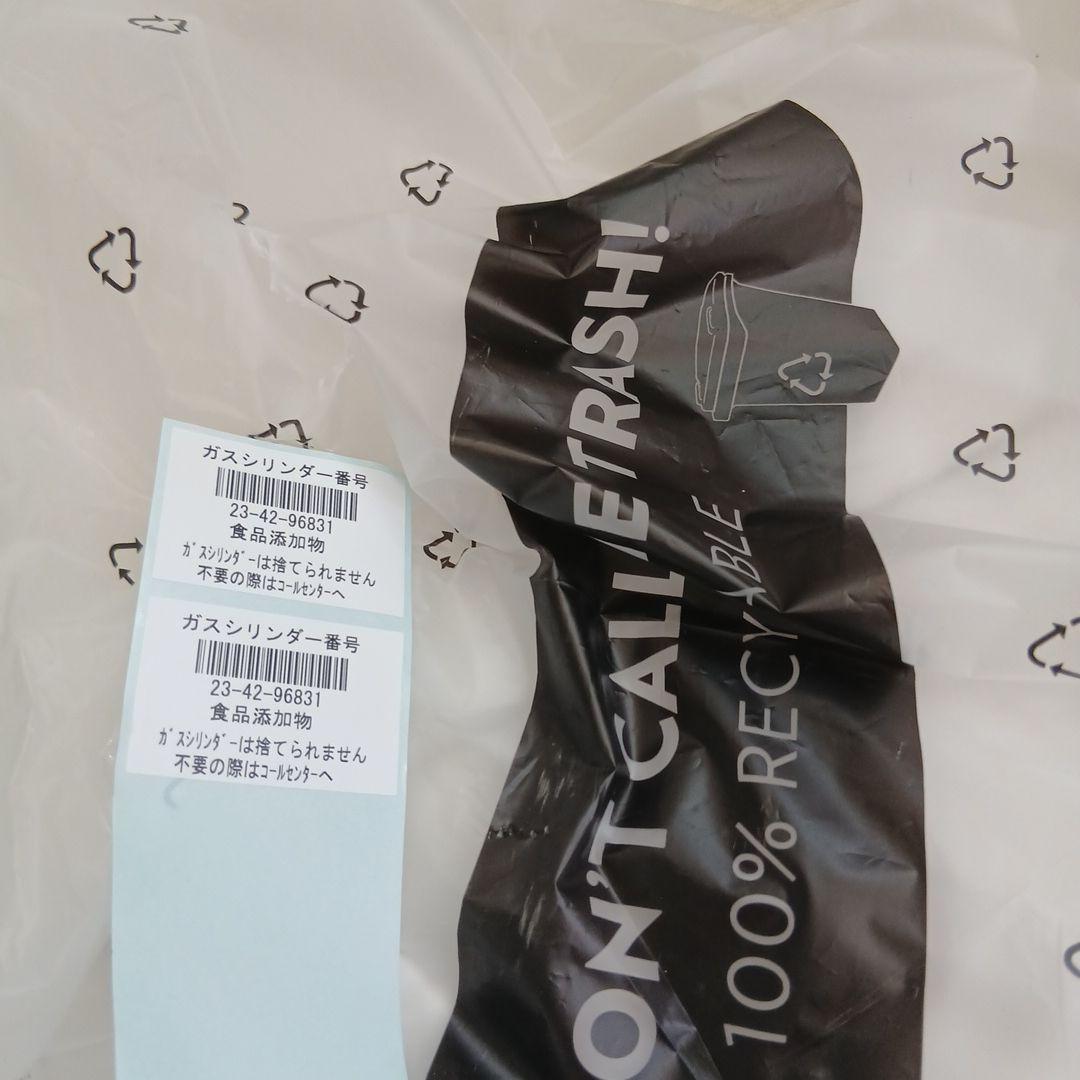 ガスシリンダー番号
23-42-96831
食品添加物
ｶﾞｽｼﾘﾝﾀﾞｰは捨てられません
不要の際はｺｰﾙｾﾝﾀｰへ
ガスシリンダー番号
23-42-96831
食品添加物
ｶﾞｽｼﾘﾝﾀﾞｰは捨てられません
不要の際はｺｰﾙｾﾝﾀｰへ
ON'T CALL ME TRASH!
100% RECYABLE